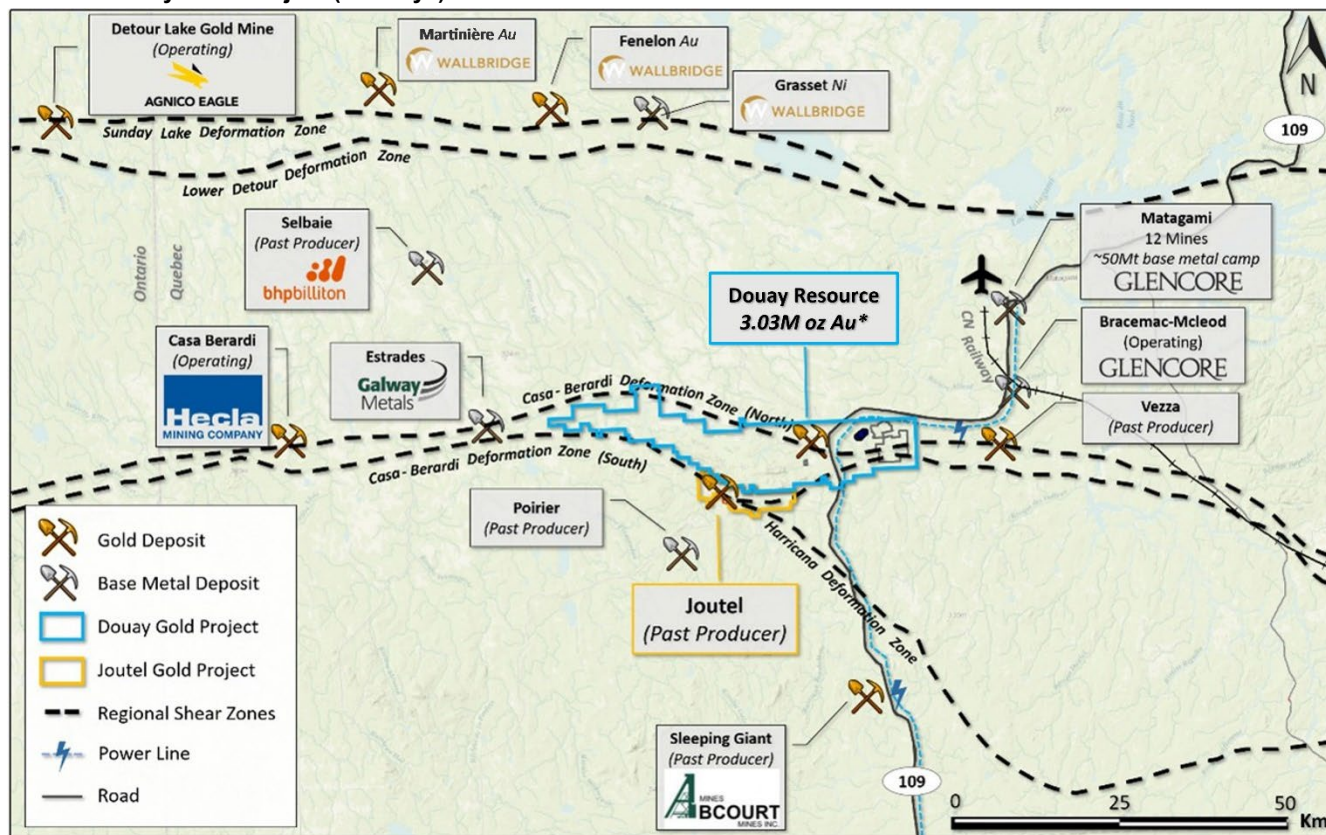 Detour Lake Gold Mine
(Operating)
AGNICO EAGLE
Martinière Au
WALLBRIDGE
Fenelon Au
WALLBRIDGE
Grasset Ni
WALLBRIDGE
N
109
Sunday Lake Deformation Zone
Lower Detour Deformation Zone
Ontario
Quebec
Selbaie
(Past Producer)
bhpbilliton
Matagami
12 Mines
~50Mt base metal camp
GLENCORE
Douay Resource
3.03M oz Au*
CN Railway
Bracemac-Mcleod
(Operating)
GLENCORE
Casa Berardi
(Operating)
Hecla
MINING COMPANY
Estrades
Galway
Metals
Casa - Berardi Deformation Zone (North)
Vezza
(Past Producer)
Casa - Berardi Deformation Zone (South)
Poirier
(Past Producer)
Harricana Deformation Zone
Joutel
(Past Producer)
Gold Deposit
Base Metal Deposit
Douay Gold Project
Joutel Gold Project
Regional Shear Zones
Power Line
Road
Sleeping Giant
(Past Producer)
MINES
ABCOURT
MINES INC.
109
0 25 50
Km